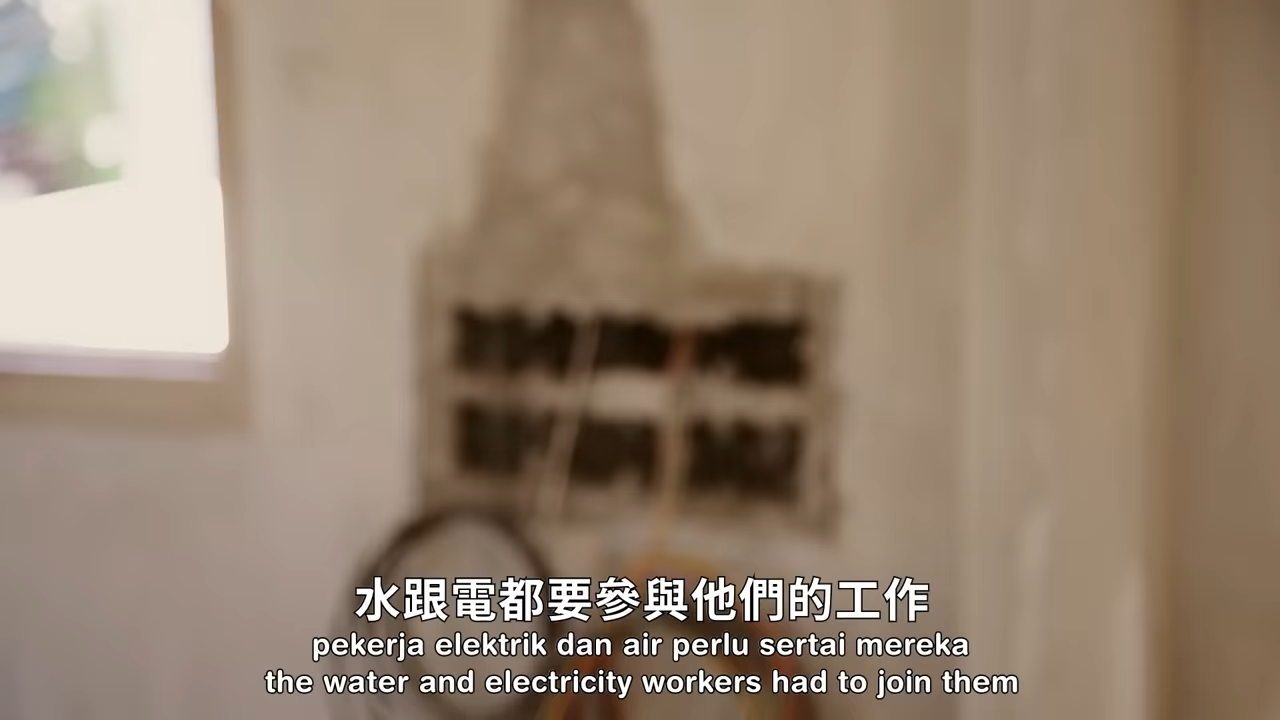 水跟電都要參與他們的工作
pekerja elektrik dan air perlu sertai mereka
the water and electricity workers had to join them